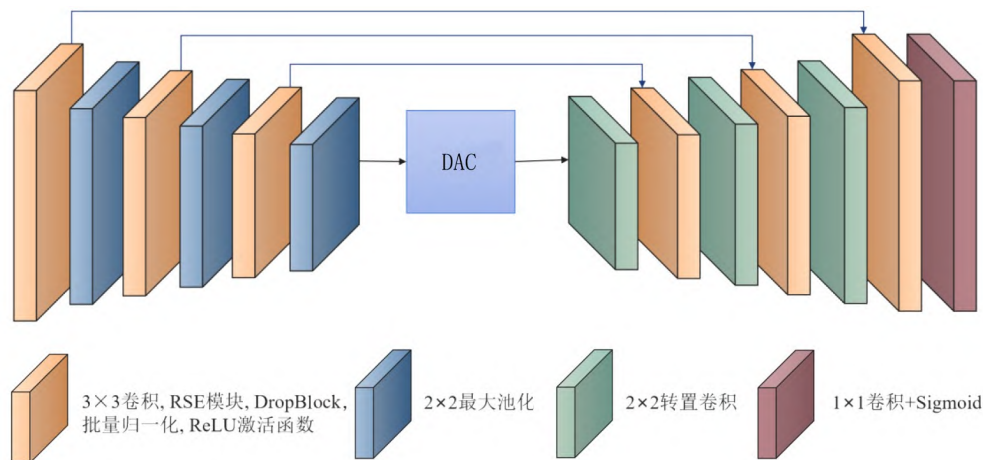 DAC
3×3卷积, RSE模块, DropBlock,
批量归一化, ReLU激活函数
2×2最大池化
2×2转置卷积
1×1卷积+Sigmoid